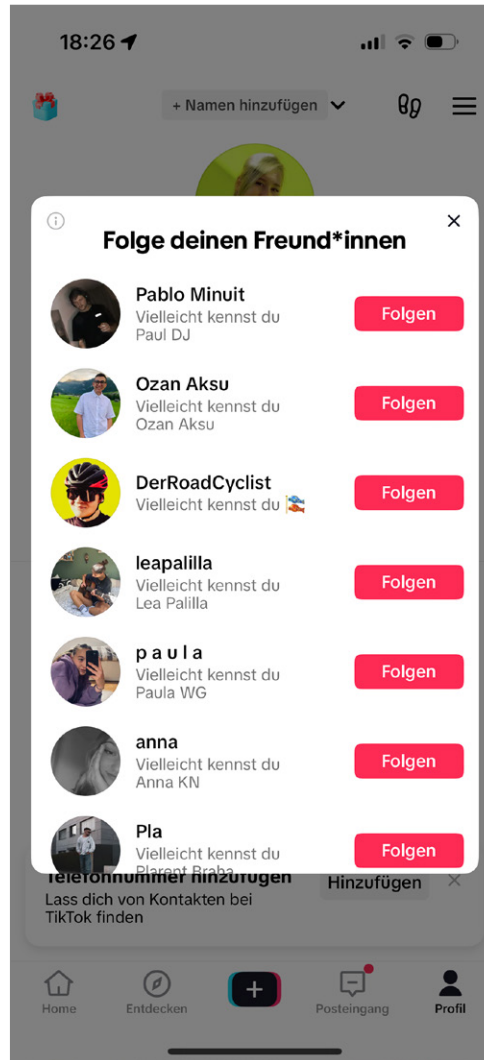 18:26
+ Namen hinzufügen
Folge deinen Freund*innen
Pablo Minuit
Vielleicht kennst du
Paul DJ
Folgen
Ozan Aksu
Vielleicht kennst du
Ozan Aksu
Folgen
DerRoadCyclist
Vielleicht kennst du 🎏
Folgen
leapalilla
Vielleicht kennst du
Lea Palilla
Folgen
p a u l a
Vielleicht kennst du
Paula WG
Folgen
anna
Vielleicht kennst du
Anna KN
Folgen
Pla
Vielleicht kennst du
Plarent Braha
Folgen
Telefonnummer hinzufügen
Lass dich von Kontakten bei
TikTok finden
Hinzufügen
Home
Entdecken
Posteingang
Profil